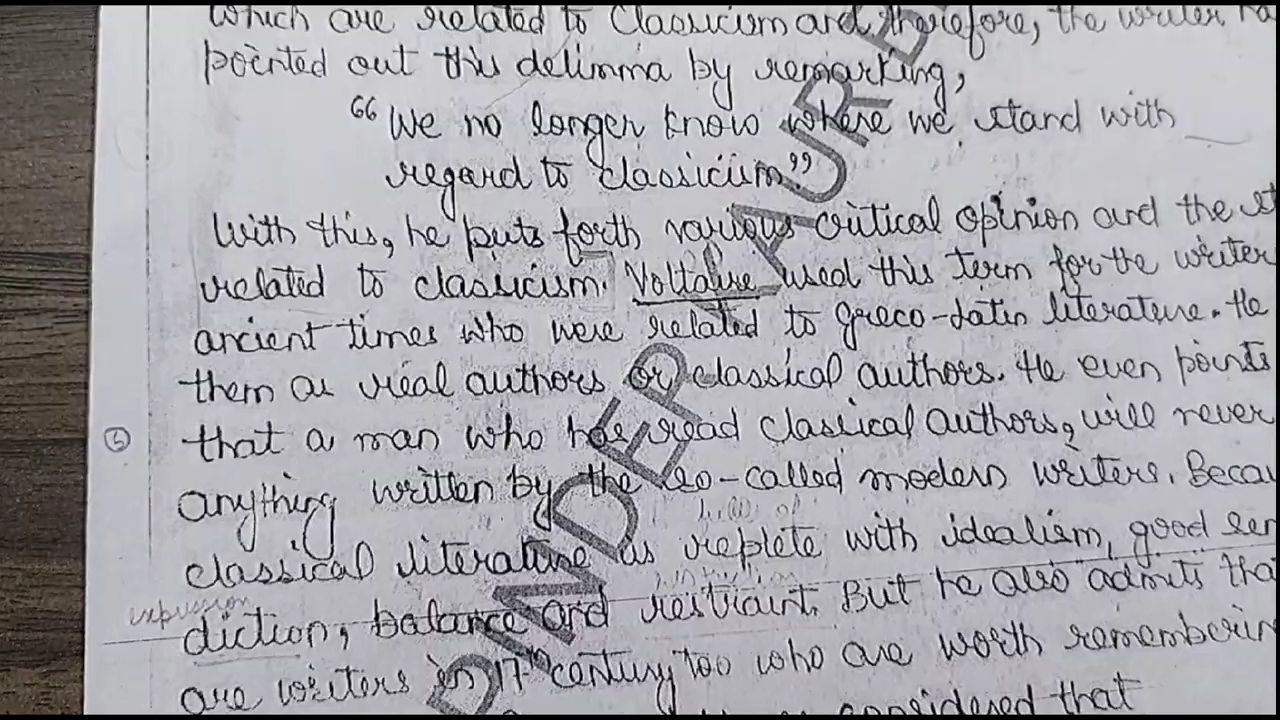 which are related to Classicism and therefore, the writer ha
pointed out this delimma by remarking,
“We no longer know where we stand with
regard to classicism”
With this, he puts forth various critical opinion and the st
related to classicism. Voltaire used this term for the writer
ancient times who were related to Greco-Latin literature. He
them as real authors or classical authors. He even points
that a man who has read classical authors, will never
anything written by the so-called modern writers. Becau
classical literature is replete with idealism, good sen
expression
diction, balance and restraint. But he also admits tha
are writers in 17th century too who are worth rememberin
considered that